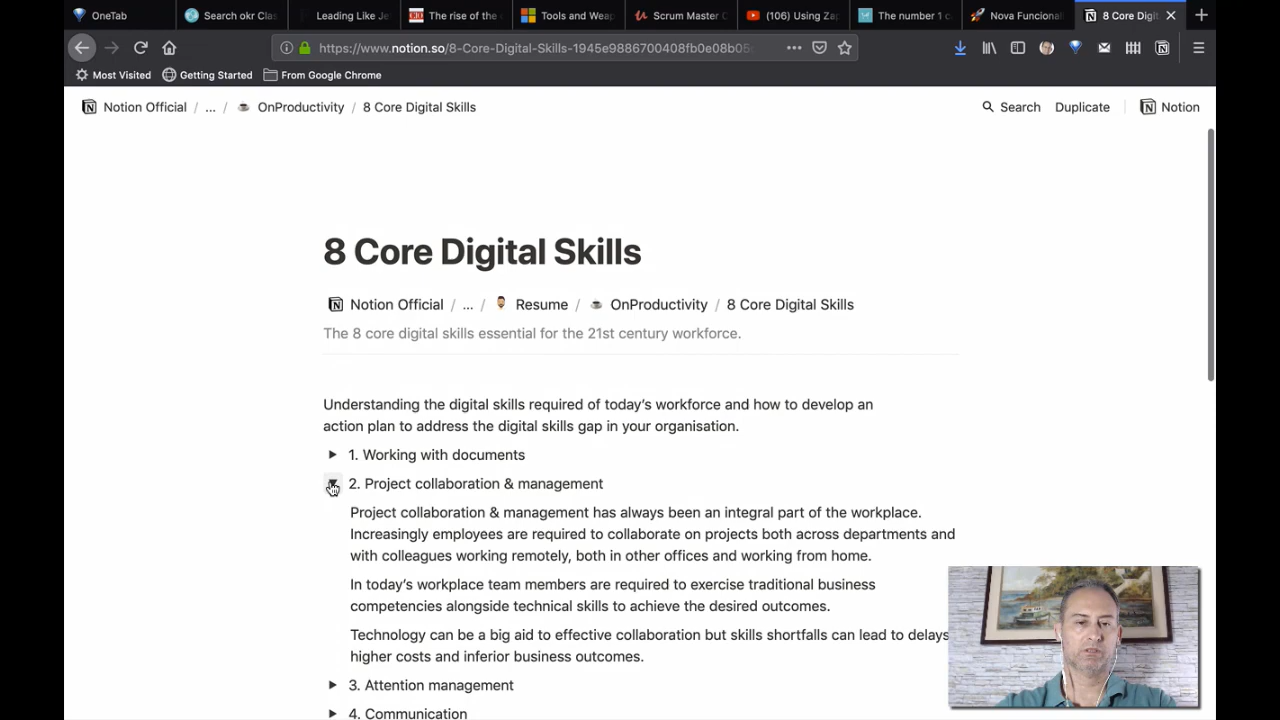 OneTab
Search okr Clas
Leading Like Je
The rise of the
Tools and Weap
Scrum Master C
(106) Using Zap
The number 1 c
Nova Funcional
8 Core Digit
https://www.notion.so/8-Core-Digital-Skills-1945e9886700408fb0e08b05
Most Visited
Getting Started
From Google Chrome
Notion Official / ... / OnProductivity / 8 Core Digital Skills
Search
Duplicate
Notion
8 Core Digital Skills
Notion Official / ... / Resume / OnProductivity / 8 Core Digital Skills
The 8 core digital skills essential for the 21st century workforce.
Understanding the digital skills required of today’s workforce and how to develop an
action plan to address the digital skills gap in your organisation.
1. Working with documents
2. Project collaboration & management
Project collaboration & management has always been an integral part of the workplace.
Increasingly employees are required to collaborate on projects both across departments and
with colleagues working remotely, both in other offices and working from home.
In today’s workplace team members are required to exercise traditional business
competencies alongside technical skills to achieve the desired outcomes.
Technology can be a big aid to effective collaboration but skills shortfalls can lead to delays
higher costs and inferior business outcomes.
3. Attention management
4. Communication